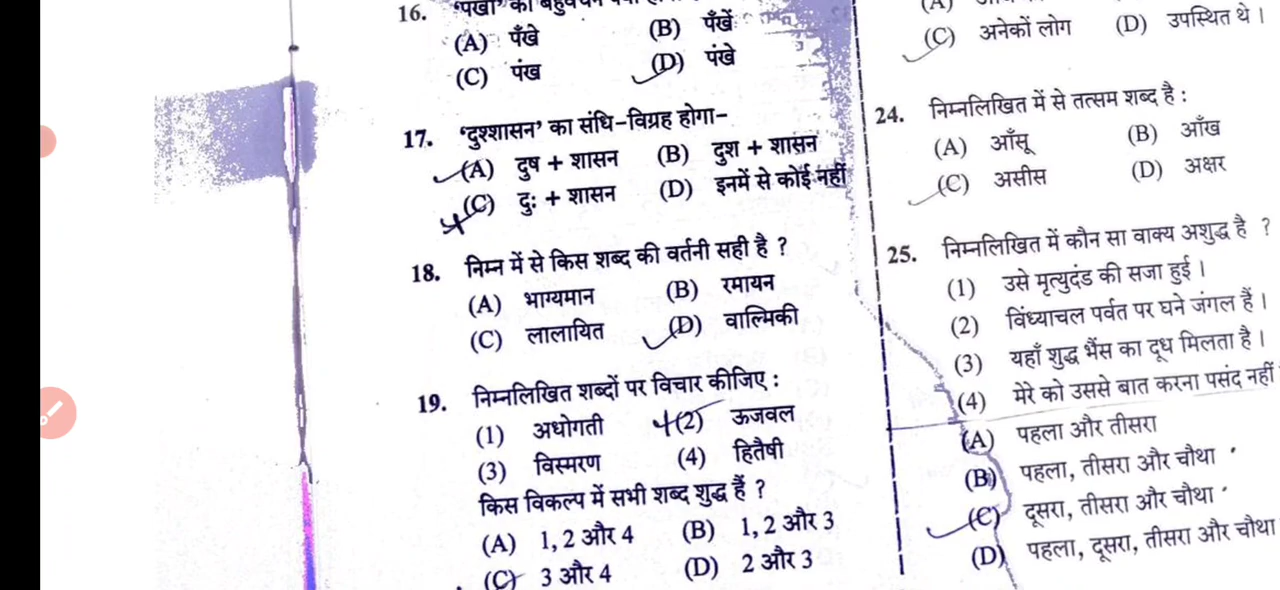 16. 'पंखा' का बहुवचन
(A) पँखे (B) पँखें
(C) पंख (D) पंखे
17. 'दुश्शासन' का संधि-विग्रह होगा-
(A) दुष + शासन (B) दुश + शासन
(C) दुः + शासन (D) इनमें से कोई नहीं
18. निम्न में से किस शब्द की वर्तनी सही है ?
(A) भाग्यमान (B) रमायन
(C) लालायित (D) वाल्मिकी
19. निम्नलिखित शब्दों पर विचार कीजिए :
(1) अधोगती (2) ऊजवल
(3) विस्मरण (4) हितैषी
किस विकल्प में सभी शब्द शुद्ध हैं ?
(A) 1, 2 और 4 (B) 1, 2 और 3
(C) 3 और 4 (D) 2 और 3
(A)
(C) अनेकों लोग (D) उपस्थित थे ।
24. निम्नलिखित में से तत्सम शब्द है :
(A) आँसू (B) आँख
(C) असीस (D) अक्षर
25. निम्नलिखित में कौन सा वाक्य अशुद्ध है ?
(1) उसे मृत्युदंड की सजा हुई ।
(2) विंध्याचल पर्वत पर घने जंगल हैं ।
(3) यहाँ शुद्ध भैंस का दूध मिलता है ।
(4) मेरे को उससे बात करना पसंद नहीं
(A) पहला और तीसरा
(B) पहला, तीसरा और चौथा
(C) दूसरा, तीसरा और चौथा
(D) पहला, दूसरा, तीसरा और चौथा